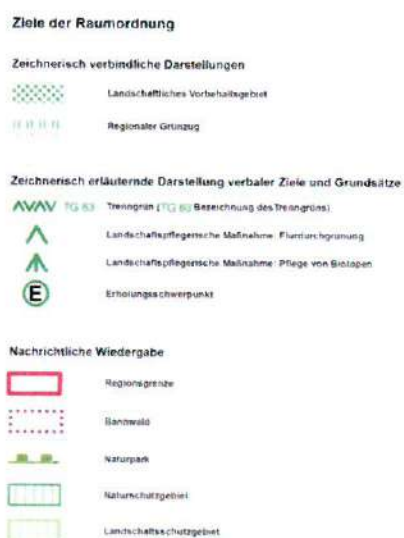 Ziele der Raumordnung
Zeichnerisch verbindliche Darstellungen
Landschaftliches Vorbehaltsgebiet
Regionaler Grünzug
Zeichnerisch erläuternde Darstellung verbaler Ziele und Grundsätze
TG 63 Trenngrün (TG 63 Bezeichnung des Trenngrüns)
Landschaftspflegerische Maßnahme: Flurdurchgrünung
Landschaftspflegerische Maßnahme: Pflege von Biotopen
E Erholungsschwerpunkt
Nachrichtliche Wiedergabe
Regionsgrenze
Bannwald
Naturpark
Naturschutzgebiet
Landschaftsschutzgebiet